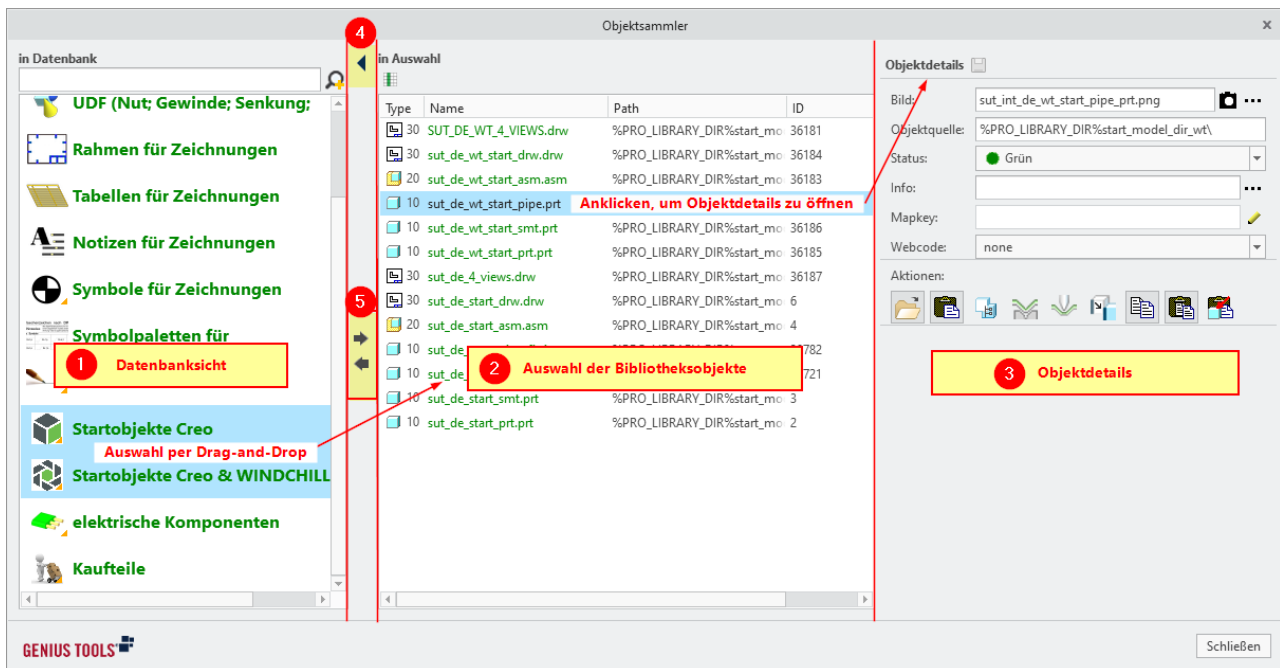 Objektsammler
x
4
in Datenbank
in Auswahl
UDF (Nut; Gewinde; Senkung;
Rahmen für Zeichnungen
Tabellen für Zeichnungen
Notizen für Zeichnungen
Symbole für Zeichnungen
Symbolpaletten für
1 Datenbanksicht
Startobjekte Creo
Auswahl per Drag-and-Drop
Startobjekte Creo & WINDCHILL
elektrische Komponenten
Kaufteile
5
Type Name Path ID
30 SUT_DE_WT_4_VIEWS.drw %PRO_LIBRARY_DIR%start_mo 36181
30 sut_de_wt_start_drw.drw %PRO_LIBRARY_DIR%start_mo 36184
20 sut_de_wt_start_asm.asm %PRO_LIBRARY_DIR%start_mo 36183
10 sut_de_wt_start_pipe.prt Anklicken, um Objektdetails zu öffnen
10 sut_de_wt_start_smt.prt %PRO_LIBRARY_DIR%start_mo 36186
10 sut_de_wt_start_prt.prt %PRO_LIBRARY_DIR%start_mo 36185
30 sut_de_4_views.drw %PRO_LIBRARY_DIR%start_mo 36187
30 sut_de_start_drw.drw %PRO_LIBRARY_DIR%start_mo 6
20 sut_de_start_asm.asm %PRO_LIBRARY_DIR%start_mo 4
10 sut_de_ 782
2 Auswahl der Bibliotheksobjekte
10 sut_de_ 721
10 sut_de_start_smt.prt %PRO_LIBRARY_DIR%start_mo 3
10 sut_de_start_prt.prt %PRO_LIBRARY_DIR%start_mo 2
Objektdetails
Bild: sut_int_de_wt_start_pipe_prt.png
Objektquelle: %PRO_LIBRARY_DIR%start_model_dir_wt\
Status: Grün
Info:
Mapkey:
Webcode: none
Aktionen:
3 Objektdetails
GENIUS TOOLS
Schließen